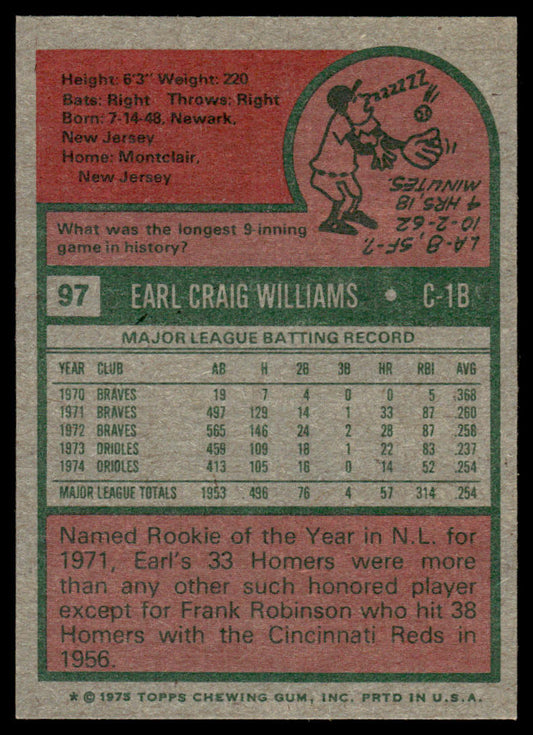 Height: 6'3" Weight: 220
Bats: Right Throws: Right
Born: 7-14-48, Newark,
New Jersey
Home: Montclair,
New Jersey
Zzzzzzzz
LA-8, SF-7.
10-2-62
4 HRS, 18
MINUTES.
What was the longest 9-inning
game in history?
97 EARL CRAIG WILLIAMS • C-1B
MAJOR LEAGUE BATTING RECORD
YEAR CLUB AB H 2B 3B HR RBI AVG
1970 BRAVES 19 7 4 0 0 5 .368
1971 BRAVES 497 129 14 1 33 87 .260
1972 BRAVES 565 146 24 2 28 87 .258
1973 ORIOLES 459 109 18 1 22 83 .237
1974 ORIOLES 413 105 16 0 14 52 .254
MAJOR LEAGUE TOTALS 1953 496 76 4 97 314 .254
Named Rookie of the Year in N.L. for
1971, Earl's 33 Homers were more
than any other such honored player
except for Frank Robinson who hit 38
Homers with the Cincinnati Reds in
1956.
* © 1975 TOPPS CHEWING GUM, INC. PRTD IN U.S.A.